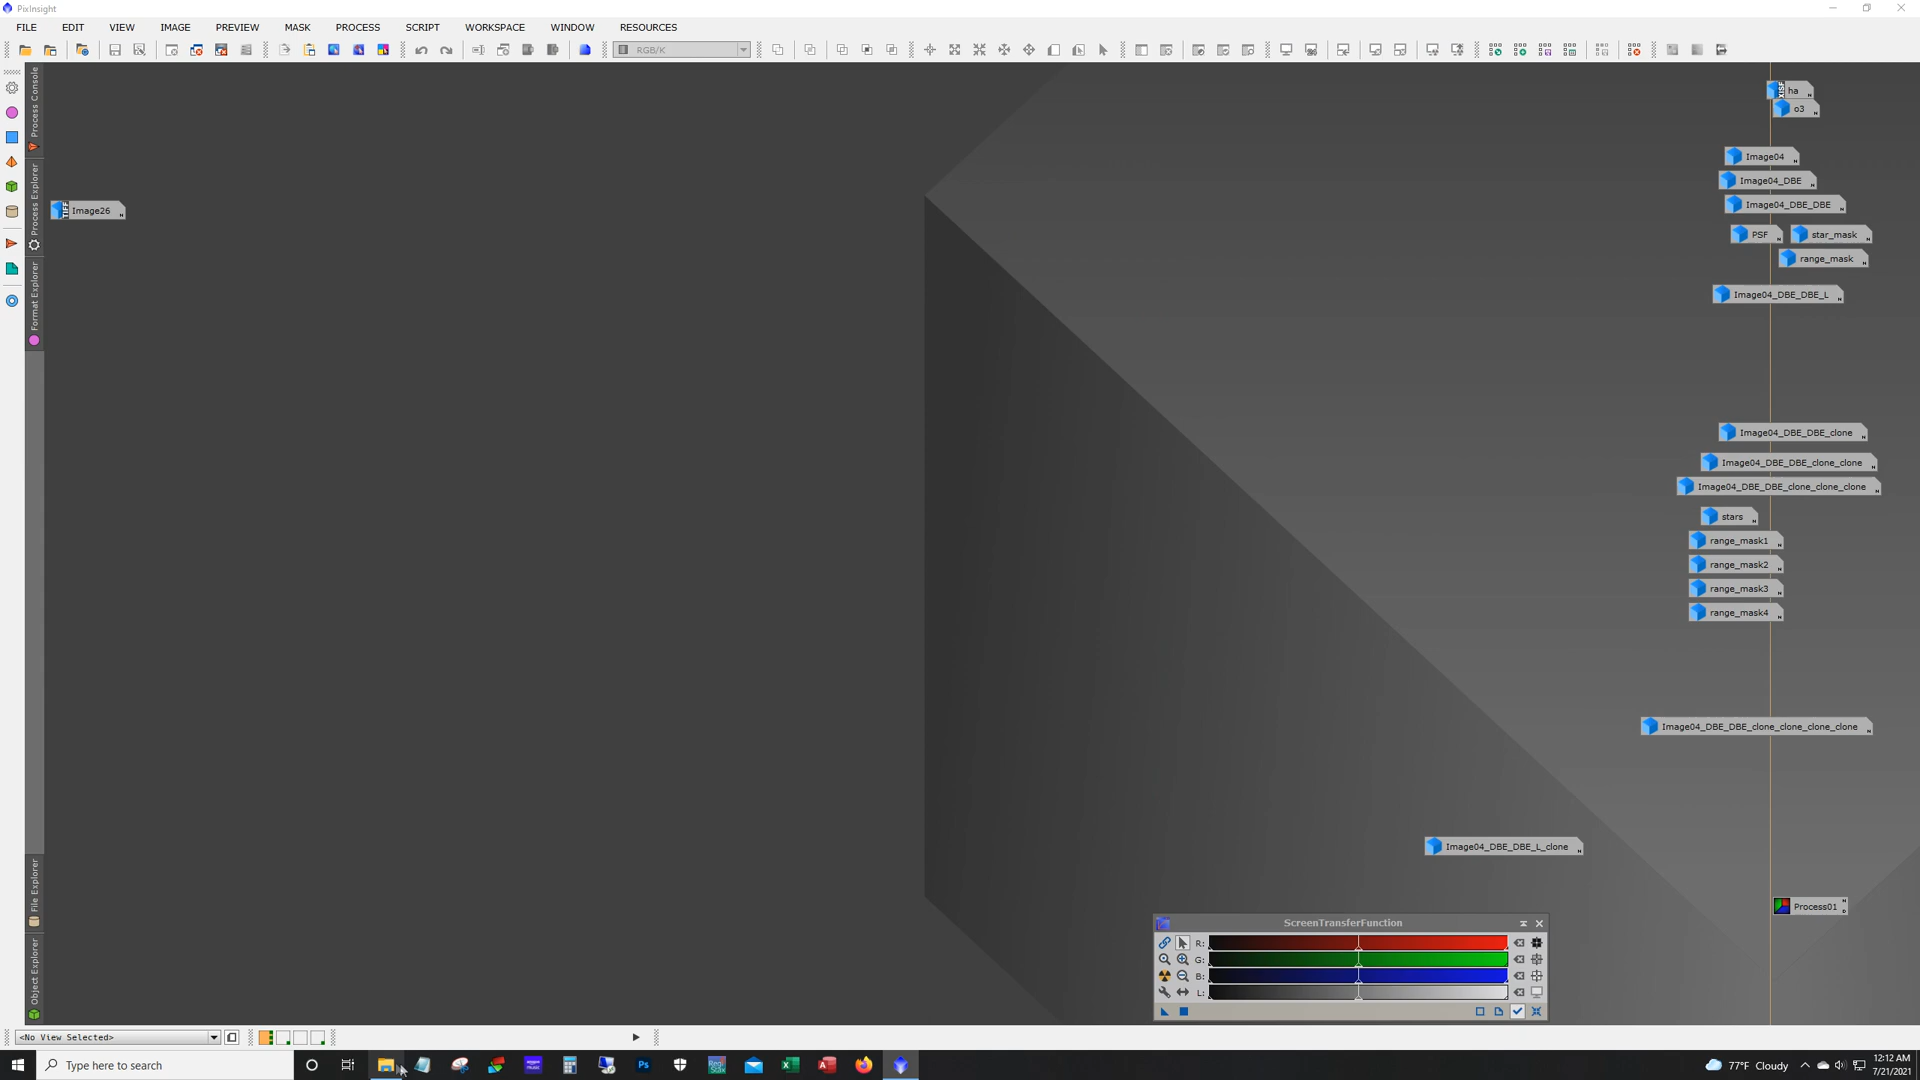 PixInsight
FILE EDIT VIEW IMAGE PREVIEW PROCESS MASK SCRIPT WORKSPACE WINDOW RESOURCES
RGB/K
Process Console
Process Explorer
Format Explorer
File Explorer
Object Explorer
XISF ha
o3
Image04
Image04_DBE
TIFF Image26
Image04_DBE_DBE
PSF star_mask
range_mask
Image04_DBE_DBE_L
Image04_DBE_DBE_clone
Image04_DBE_DBE_clone_clone
Image04_DBE_DBE_clone_clone_clone
stars
range_mask1
range_mask2
range_mask3
range_mask4
Image04_DBE_DBE_clone_clone_clone_clone
Image04_DBE_DBE_L_clone
Process01
ScreenTransferFunction
R:
G:
B:
L:
<No View Selected>
Type here to search
Ps
77°F Cloudy
12:12 AM
7/21/2021